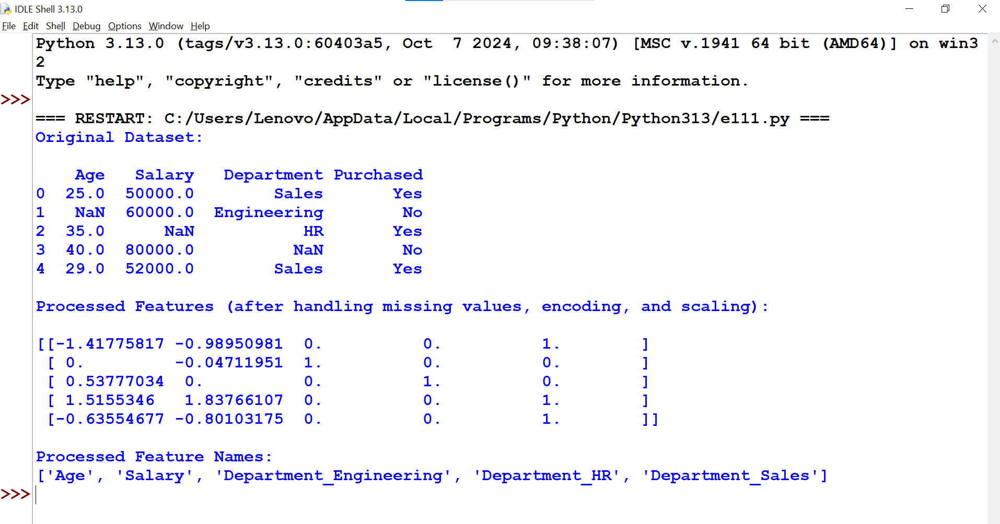 IDLE Shell 3.13.0
File Edit Shell Debug Options Window Help
Python 3.13.0 (tags/v3.13.0:60403a5, Oct  7 2024, 09:38:07) [MSC v.1941 64 bit (AMD64)] on win3
2
Type "help", "copyright", "credits" or "license()" for more information.
>>>
=== RESTART: C:/Users/Lenovo/AppData/Local/Programs/Python/Python313/e111.py ===
Original Dataset:
    Age   Salary   Department Purchased
0  25.0  50000.0        Sales       Yes
1   NaN  60000.0  Engineering        No
2  35.0      NaN           HR       Yes
3  40.0  80000.0          NaN        No
4  29.0  52000.0        Sales       Yes
Processed Features (after handling missing values, encoding, and scaling):
[[-1.41775817 -0.98950981  0.          0.          1.        ]
 [ 0.         -0.04711951  1.          0.          0.        ]
 [ 0.53777034  0.          0.          1.          0.        ]
 [ 1.5155346   1.83766107  0.          0.          1.        ]
 [-0.63554677 -0.80103175  0.          0.          1.        ]]
Processed Feature Names:
['Age', 'Salary', 'Department_Engineering', 'Department_HR', 'Department_Sales']
>>>